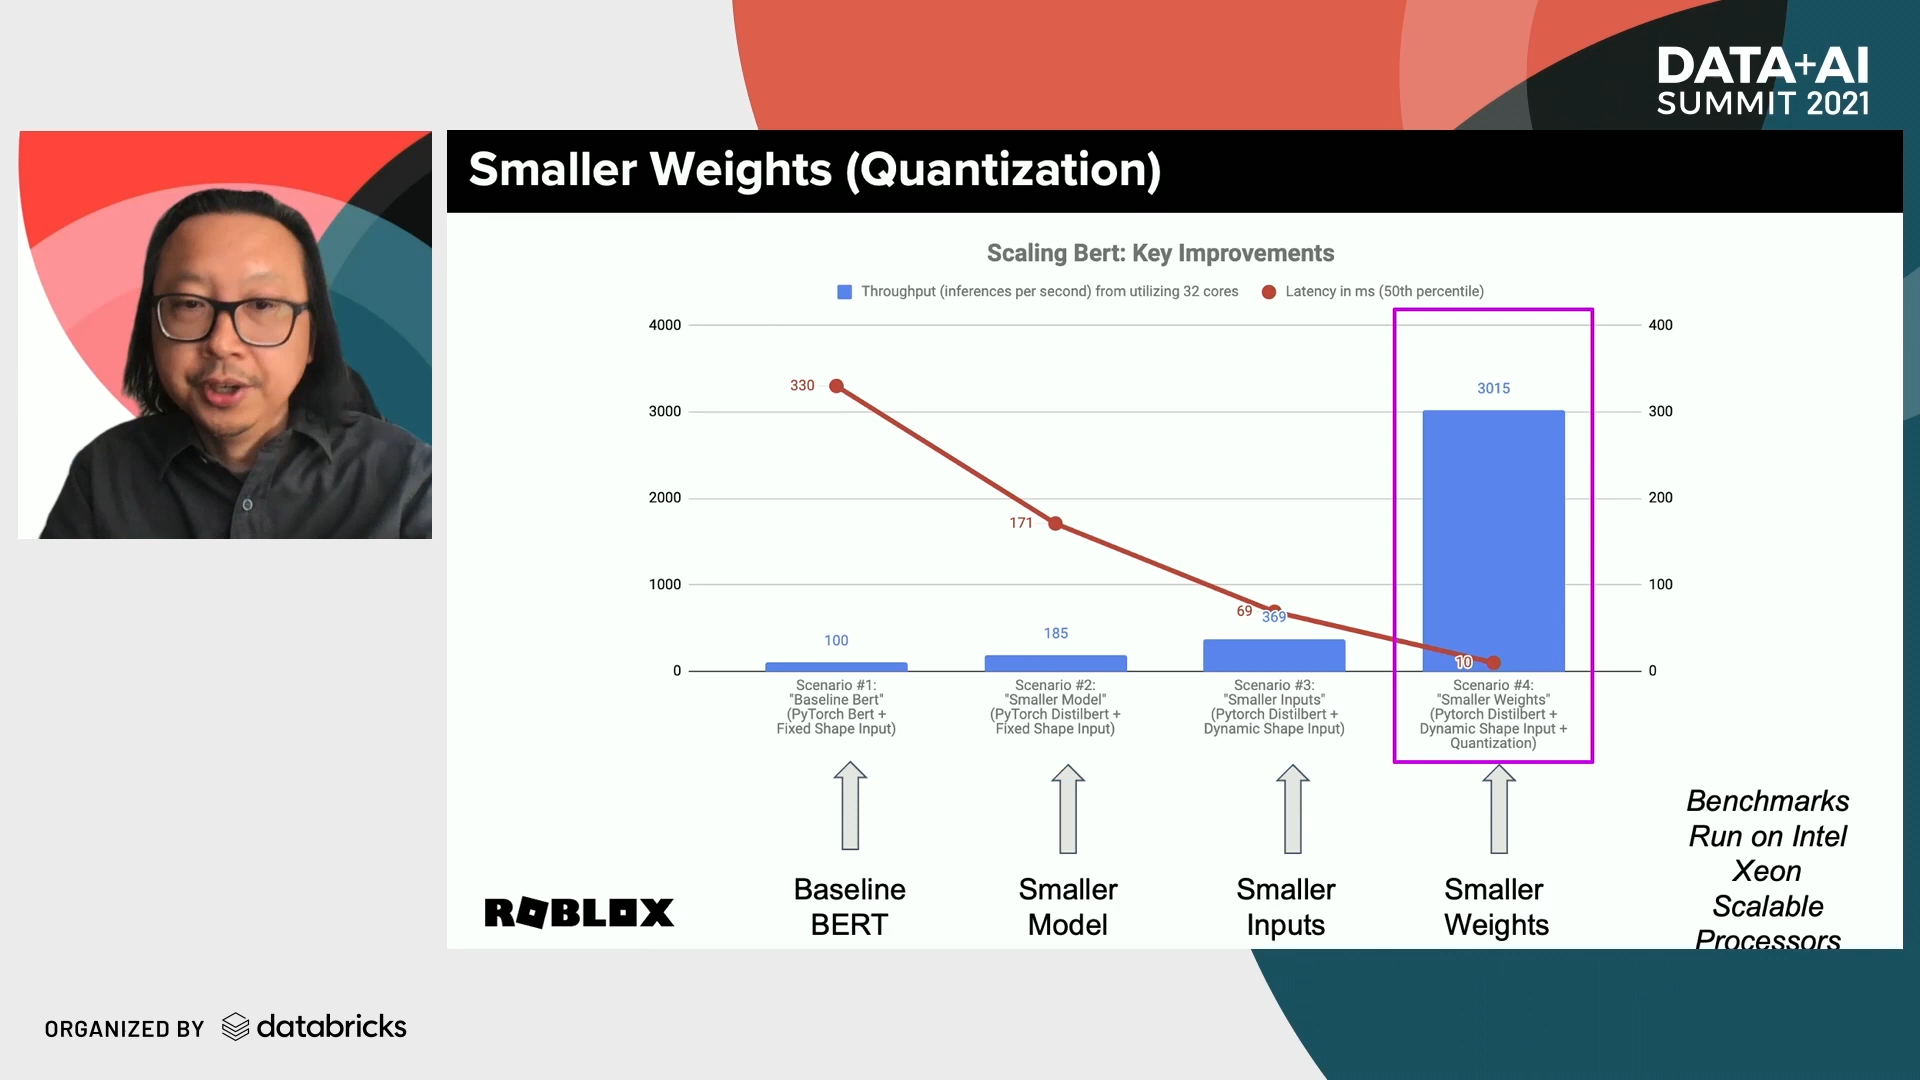 DATA+AI
SUMMIT 2021
Smaller Weights (Quantization)
Scaling Bert: Key Improvements
Throughput (inferences per second) from utilizing 32 cores
Latency in ms (50th percentile)
4000
3000
2000
1000
0
400
300
200
100
0
330
171
69
10
100
185
369
3015
Scenario #1:
"Baseline Bert"
(PyTorch Bert +
Fixed Shape Input)
Scenario #2:
"Smaller Model"
(PyTorch Distilbert +
Fixed Shape Input)
Scenario #3:
"Smaller Inputs"
(Pytorch Distilbert +
Dynamic Shape Input)
Scenario #4:
"Smaller Weights"
(Pytorch Distilbert +
Dynamic Shape Input +
Quantization)
Baseline
BERT
Smaller
Model
Smaller
Inputs
Smaller
Weights
Benchmarks
Run on Intel
Xeon
Scalable
Processors
ROBLOX
ORGANIZED BY databricks